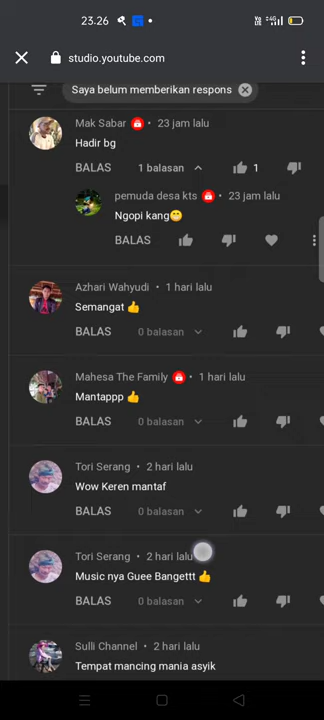 23.26
studio.youtube.com
Saya belum memberikan respons
Mak Sabar • 23 jam lalu
Hadir bg
BALAS 1 balasan 1
pemuda desa kts • 23 jam lalu
Ngopi kang😁
BALAS
Azhari Wahyudi • 1 hari lalu
Semangat 👍
BALAS 0 balasan
Mahesa The Family • 1 hari lalu
Mantappp 👍
BALAS 0 balasan
Tori Serang • 2 hari lalu
Wow Keren mantaf
BALAS 0 balasan
Tori Serang • 2 hari lalu
Music nya Guee Bangettt 👍
BALAS 0 balasan
Sulli Channel • 2 hari lalu
Tempat mancing mania asyik